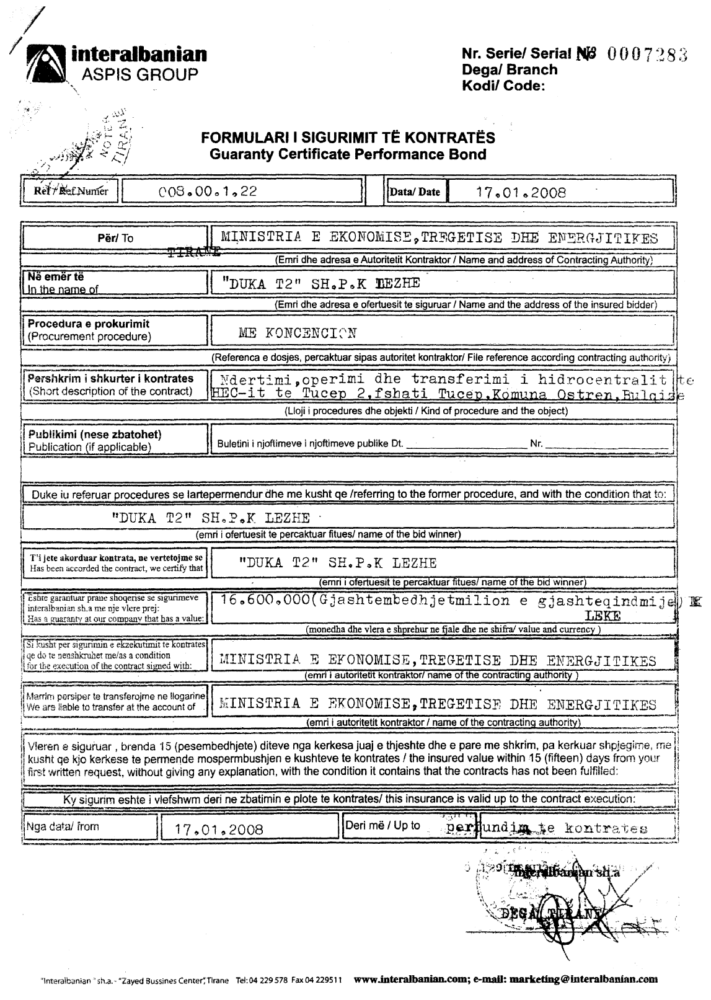 interalbanian
ASPIS GROUP
Nr. Serie/ Serial № 0007283
Dega/ Branch
Kodi/ Code:
NOTER
TIRANE
FORMULARI I SIGURIMIT TË KONTRATËS
Guaranty Certificate Performance Bond
Ref / Ref Numer 008.00.1.22 Data/ Date 17.01.2008
Për/ To MINISTRIA E EKONOMISE,TREGETISE DHE ENERGJITIKES
TIRANE
(Emri dhe adresa e Autoritetit Kontraktor / Name and address of Contracting Authority)
Në emër të
In the name of "DUKA T2" SH.P.K LEZHE
(Emri dhe adresa e ofertuesit te siguruar / Name and the address of the insured bidder)
Procedura e prokurimit
(Procurement procedure) ME KONCENCION
(Referenca e dosjes, percaktuar sipas autoritet kontraktor/ File reference according contracting authority)
Pershkrim i shkurter i kontrates Ndertimi,operimi dhe transferimi i hidrocentralit te
(Short description of the contract) HEC-it te Tucep 2,fshati Tucep,Komuna Ostren,Bulqize
(Lloji i procedures dhe objekti / Kind of procedure and the object)
Publikimi (nese zbatohet)
Publication (if applicable) Buletini i njoftimeve i njoftimeve publike Dt. ____ Nr. ____
Duke iu referuar procedures se lartepermendur dhe me kusht qe /referring to the former procedure, and with the condition that to:
"DUKA T2" SH.P.K LEZHE
(emri i ofertuesit te percaktuar fitues/ name of the bid winner)
T'i jete akorduar kontrata, ne vertetojme se
Has been accorded the contract, we certify that "DUKA T2" SH.P.K LEZHE
(emri i ofertuesit te percaktuar fitues/ name of the bid winner)
Eshte garantuar prane shoqerise se sigurimeve 16.600.000(Gjashtembedhjetmilion e gjashteqindmije)
interalbanian sh.a me nje vlere prej:
Has a guaranty at our company that has a value: LEKE
(monedha dhe vlera e shprehur ne fjale dhe ne shifra/ value and currency )
Si kusht per sigurimin e ekzekutimit te kontrates
qe do te nenshkruhet me/as a condition
for the execution of the contract signed with: MINISTRIA E EKONOMISE,TREGETISE DHE ENERGJITIKES
(emri i autoritetit kontraktor/ name of the contracting authority )
Marrim persiper te transferojme ne llogarine
We are liable to transfer at the account of MINISTRIA E EKONOMISE,TREGETISE DHE ENERGJITIKES
(emri i autoritetit kontraktor / name of the contracting authority)
Vleren e siguruar , brenda 15 (pesembedhjete) diteve nga kerkesa juaj e thjeshte dhe e pare me shkrim, pa kerkuar shpjegime, me
kusht qe kjo kerkese te permende mospermbushjen e kushteve te kontrates / the insured value within 15 (fifteen) days from your
first written request, without giving any explanation, with the condition it contains that the contracts has not been fulfilled:
Ky sigurim eshte i vlefshwm deri ne zbatimin e plote te kontrates/ this insurance is valid up to the contract execution:
Nga data/ from 17.01.2008 Deri më / Up to perfundim te kontrates
interalbanian sh.a
DEGA TIRANE
"Interalbanian" sh.a.- "Zayed Bussines Center", Tirane Tel: 04 229 578 Fax 04 229511 www.interalbanian.com; e-mail: marketing@interalbanian.com